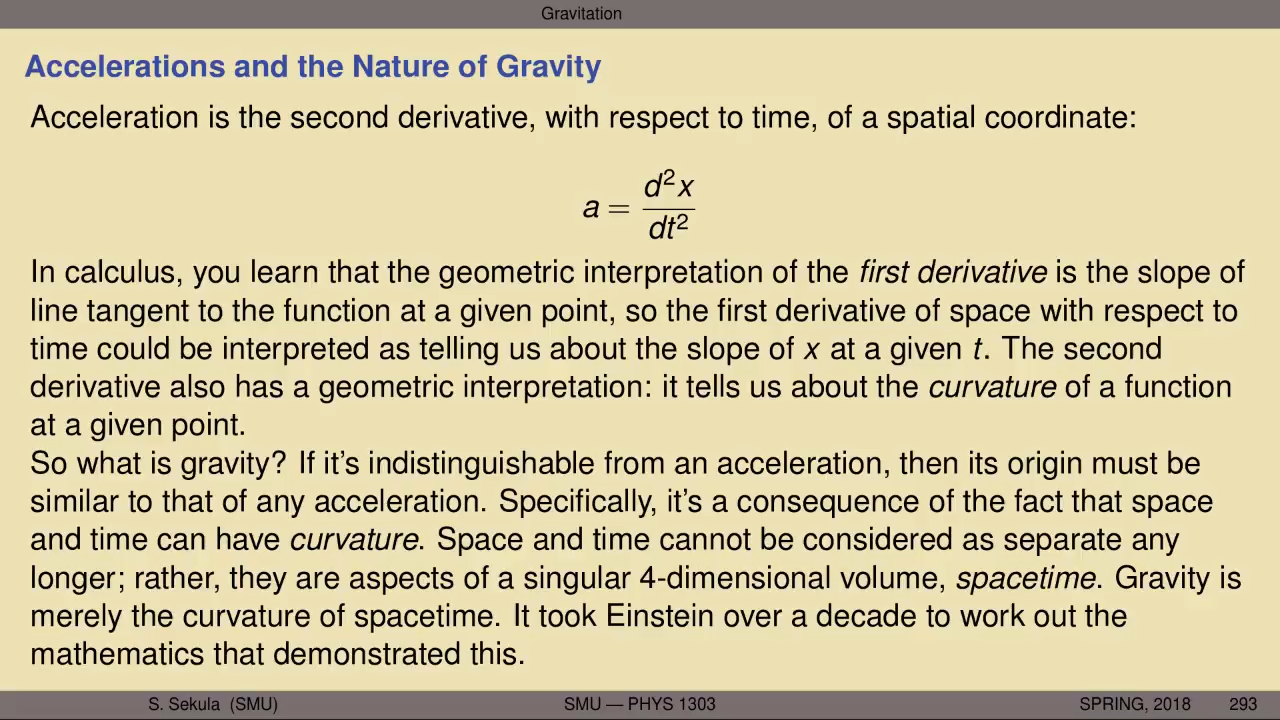 Gravitation
Accelerations and the Nature of Gravity
Acceleration is the second derivative, with respect to time, of a spatial coordinate:
a = d²x / dt²
In calculus, you learn that the geometric interpretation of the first derivative is the slope of
line tangent to the function at a given point, so the first derivative of space with respect to
time could be interpreted as telling us about the slope of x at a given t. The second
derivative also has a geometric interpretation: it tells us about the curvature of a function
at a given point.
So what is gravity? If it's indistinguishable from an acceleration, then its origin must be
similar to that of any acceleration. Specifically, it's a consequence of the fact that space
and time can have curvature. Space and time cannot be considered as separate any
longer; rather, they are aspects of a singular 4-dimensional volume, spacetime. Gravity is
merely the curvature of spacetime. It took Einstein over a decade to work out the
mathematics that demonstrated this.
S. Sekula (SMU) SMU — PHYS 1303 SPRING, 2018 293